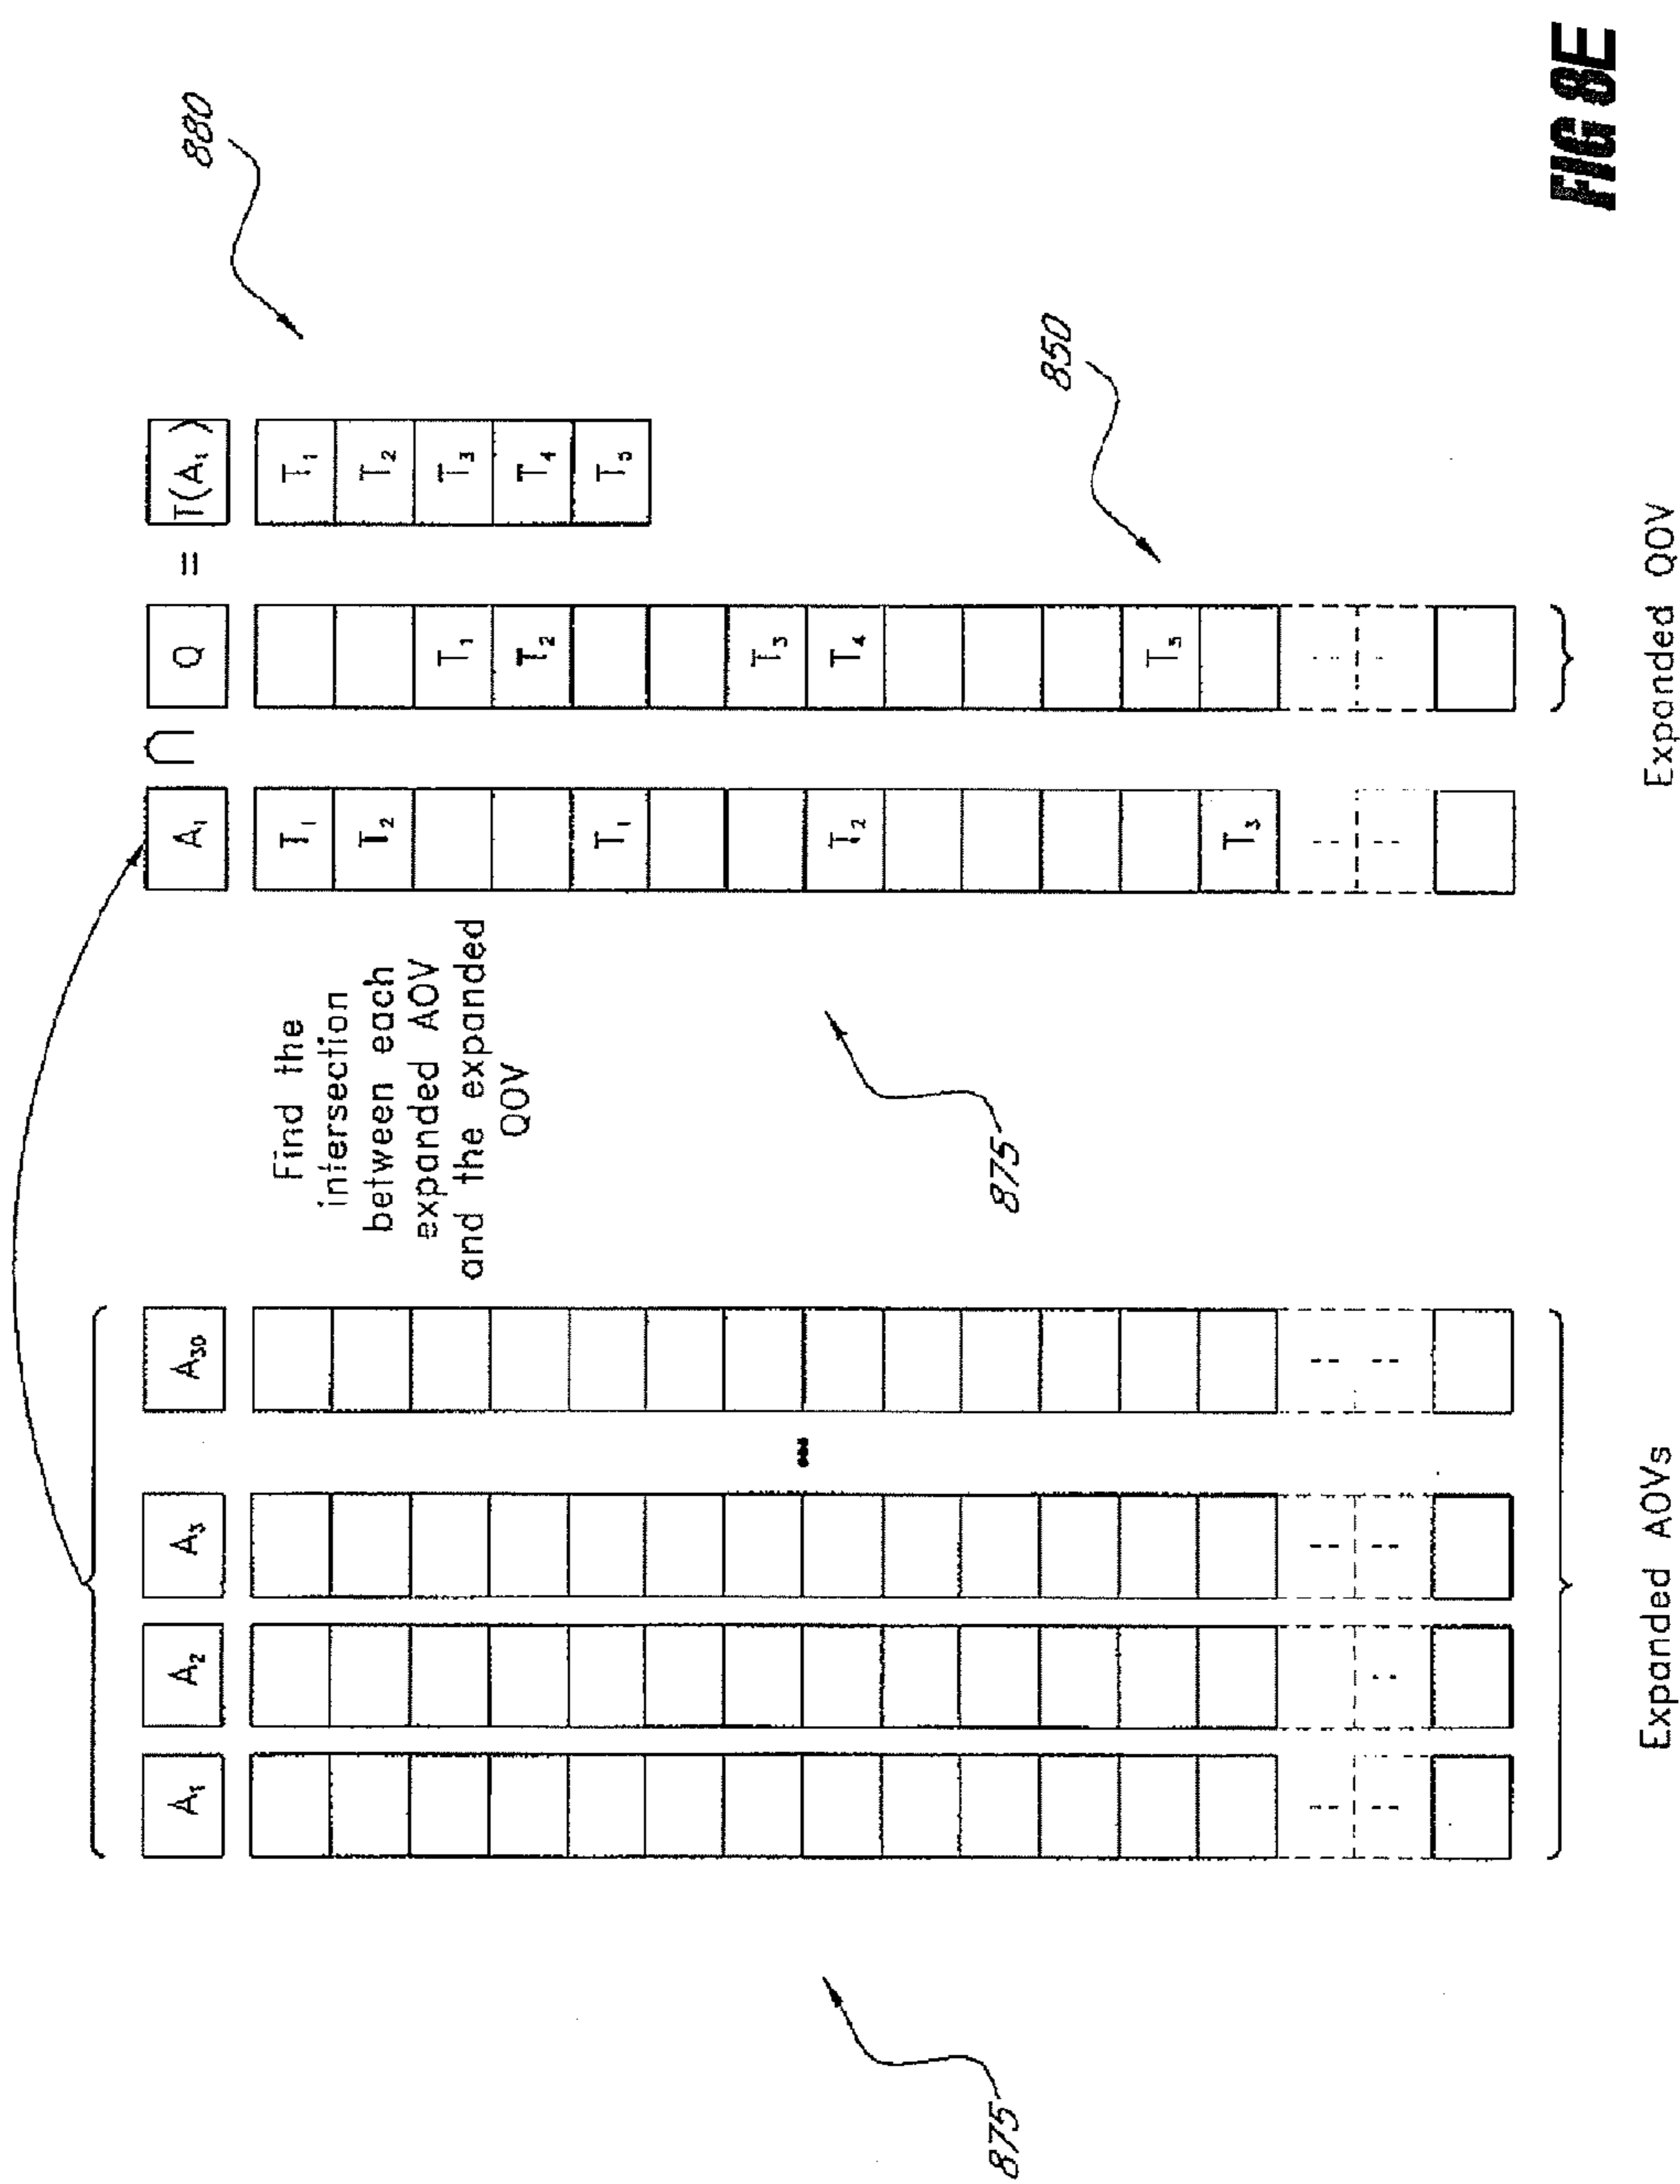 880
A₁ A₂ A₃ A₃₀
A₁ ∩ Q = T(A₁)
Find the
intersection
between each
expanded AOV
and the expanded
QOV
T₁
T₂
T₁
T₂
T₃
T₁
T₂
T₃
T₄
T₅
T₁
T₂
T₃
T₄
T₅
•••
875
875
850
Expanded AOVs
Expanded QOV
FIG 8E